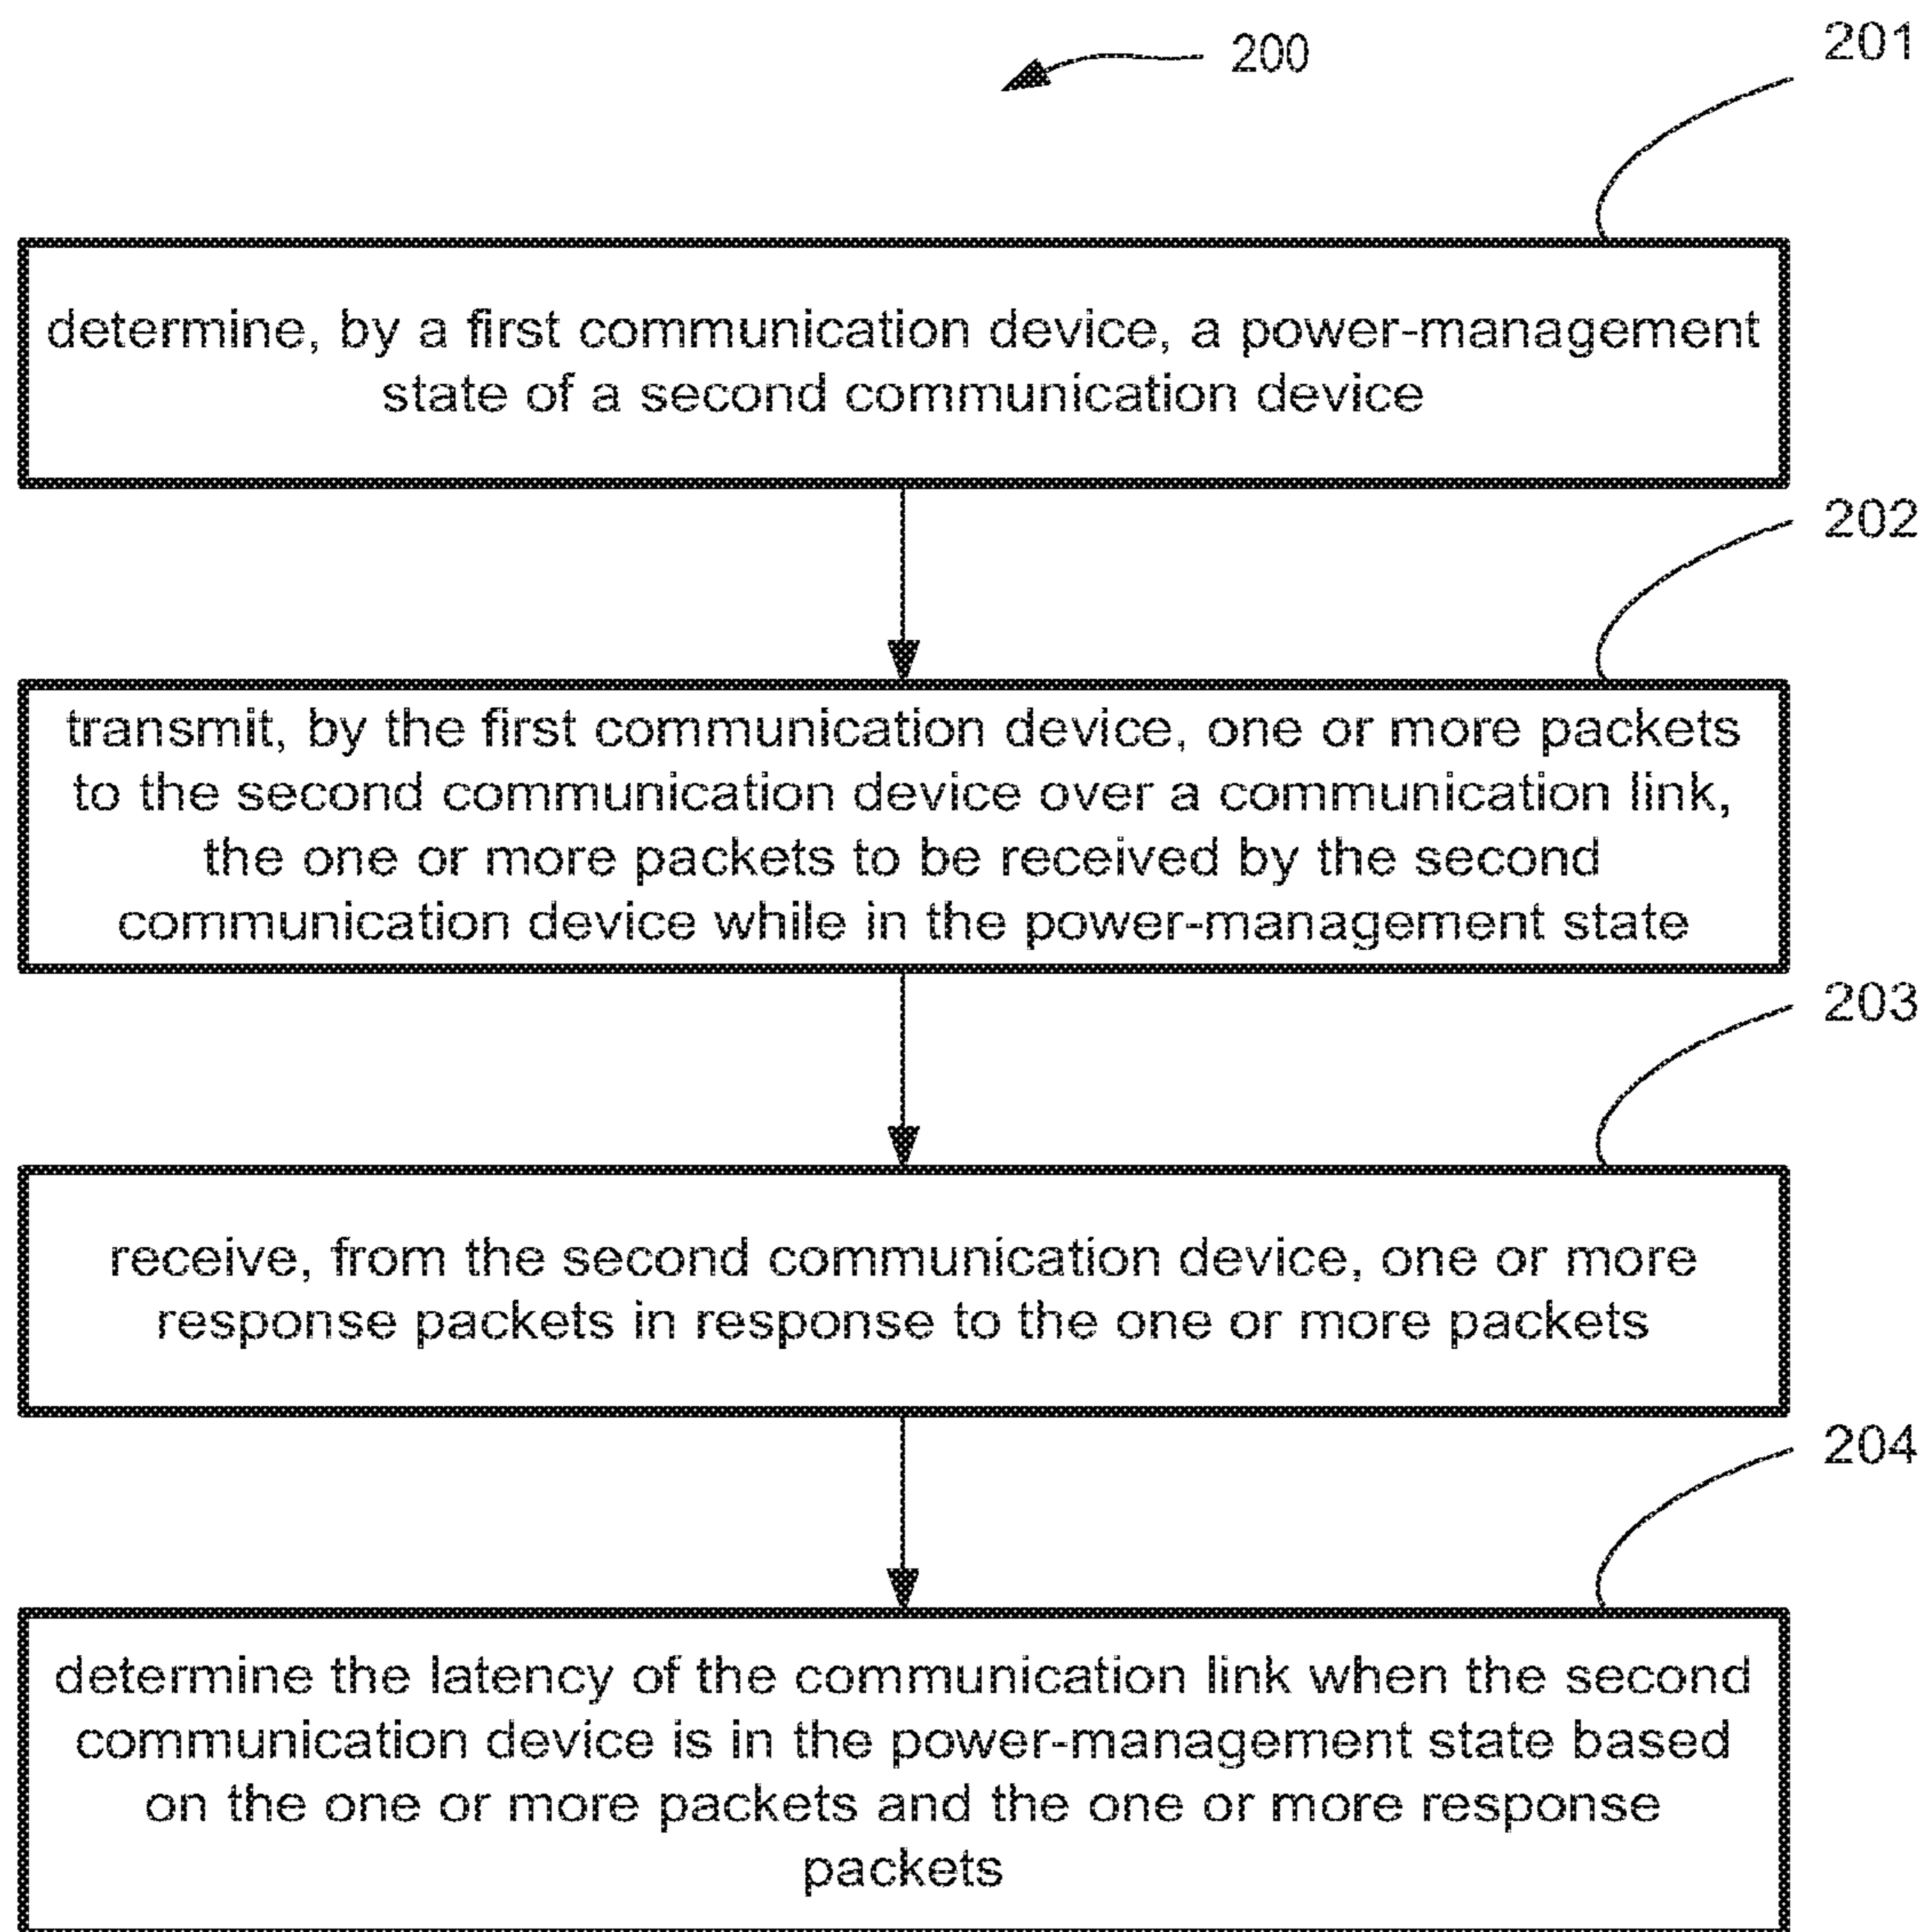 200
201
determine, by a first communication device, a power-management
state of a second communication device
202
transmit, by the first communication device, one or more packets
to the second communication device over a communication link,
the one or more packets to be received by the second
communication device while in the power-management state
203
receive, from the second communication device, one or more
response packets in response to the one or more packets
204
determine the latency of the communication link when the second
communication device is in the power-management state based
on the one or more packets and the one or more response
packets